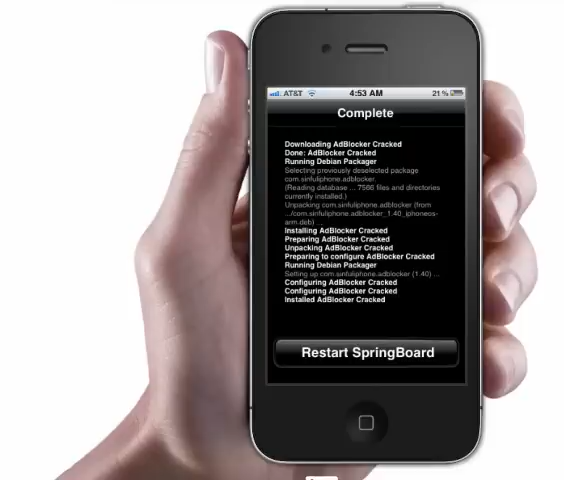 AT&T 4:53 AM 21 %
Complete
Downloading AdBlocker Cracked
Done: AdBlocker Cracked
Running Debian Packager
Selecting previously deselected package
com.sinfuliphone.adblocker.
(Reading database ... 7566 files and directories
currently installed.)
Unpacking com.sinfuliphone.adblocker (from
.../com.sinfuliphone.adblocker_1.40_iphoneos-
arm.deb) ...
Installing AdBlocker Cracked
Preparing AdBlocker Cracked
Unpacking AdBlocker Cracked
Preparing to configure AdBlocker Cracked
Running Debian Packager
Setting up com.sinfuliphone.adblocker (1.40) ...
Configuring AdBlocker Cracked
Configuring AdBlocker Cracked
Installed AdBlocker Cracked
Restart SpringBoard